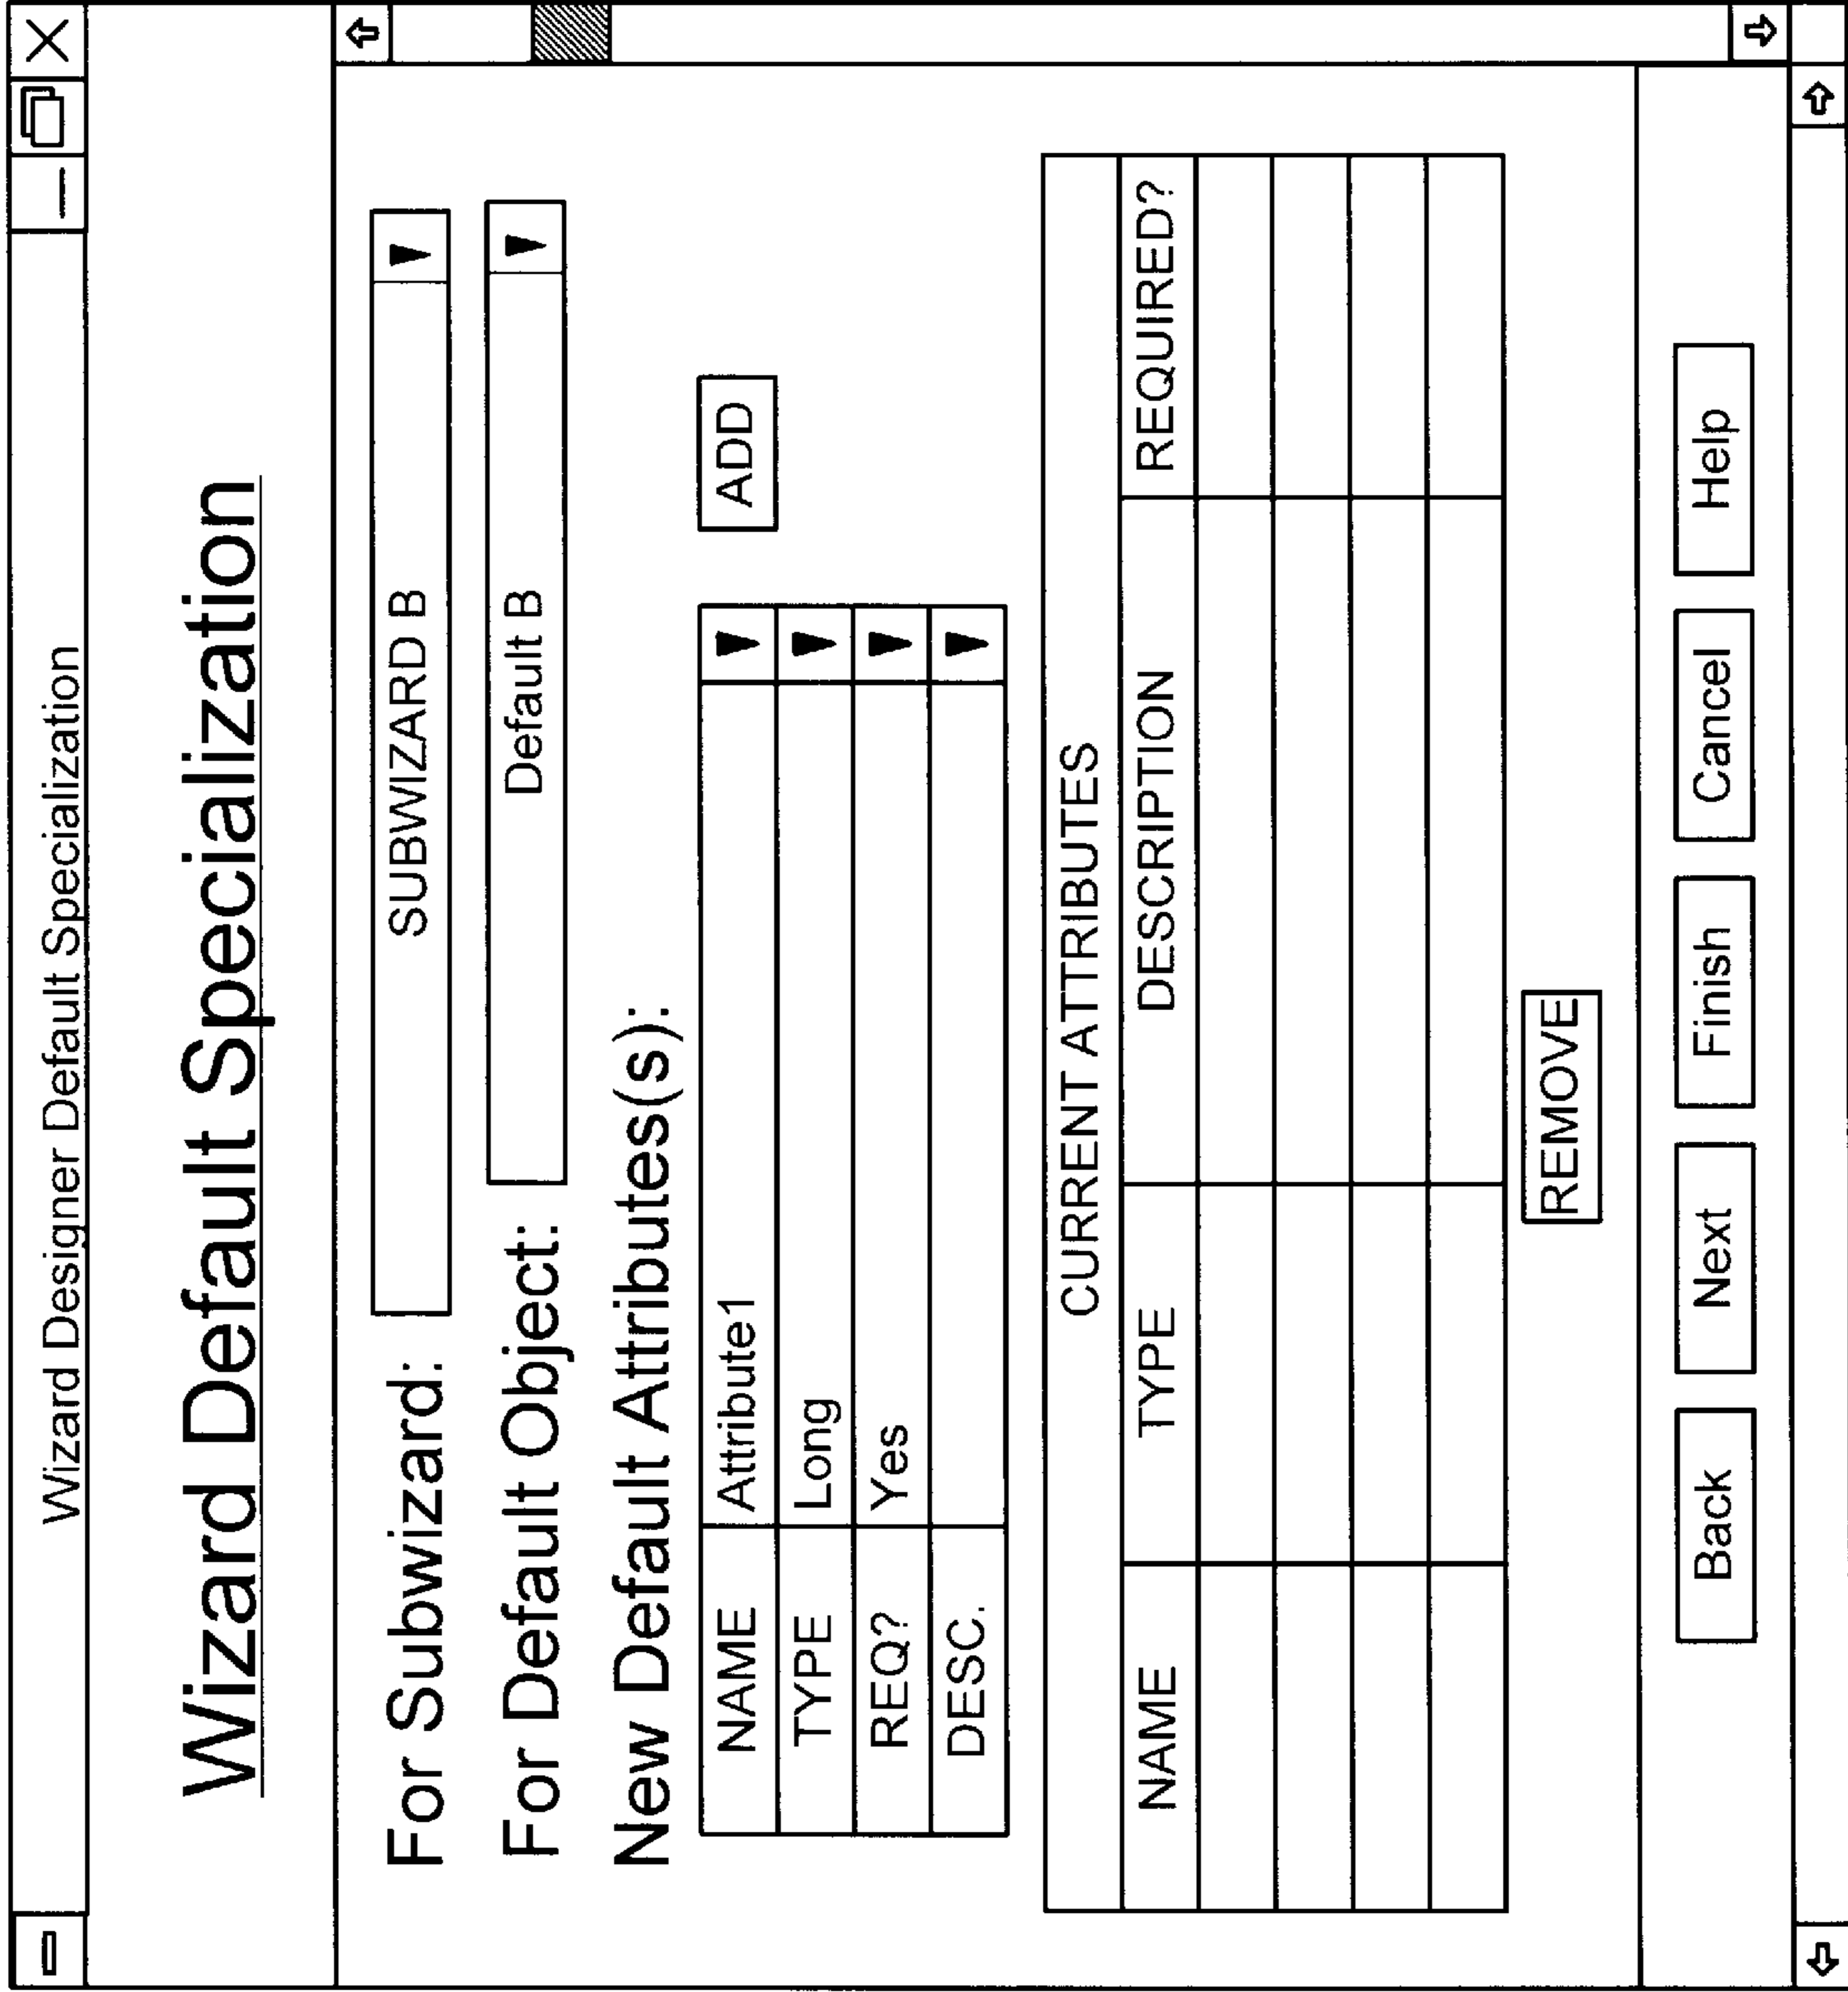 Wizard Designer Default Specialization
Wizard Default Specialization
For Subwizard: SUBWIZARD B
For Default Object: Default B
New Default Attributes(s):
NAME Attribute1 ADD
TYPE Long
REQ? Yes
DESC.
CURRENT ATTRIBUTES
NAME TYPE DESCRIPTION REQUIRED?
REMOVE
Back Next Finish Cancel Help